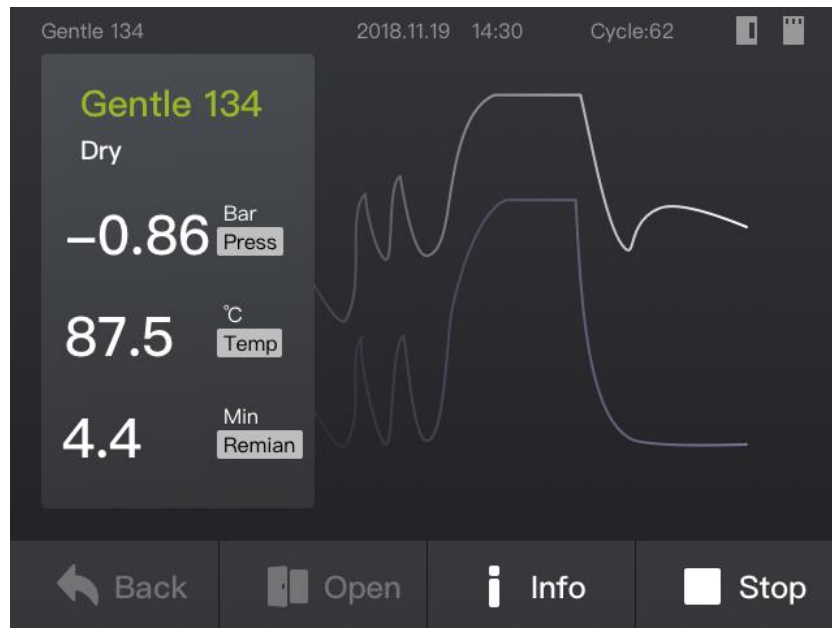 Gentle 134 2018.11.19 14:30 Cycle:62
Gentle 134
Dry
−0.86 Bar Press
87.5 ℃ Temp
4.4 Min Remian
Back Open Info Stop